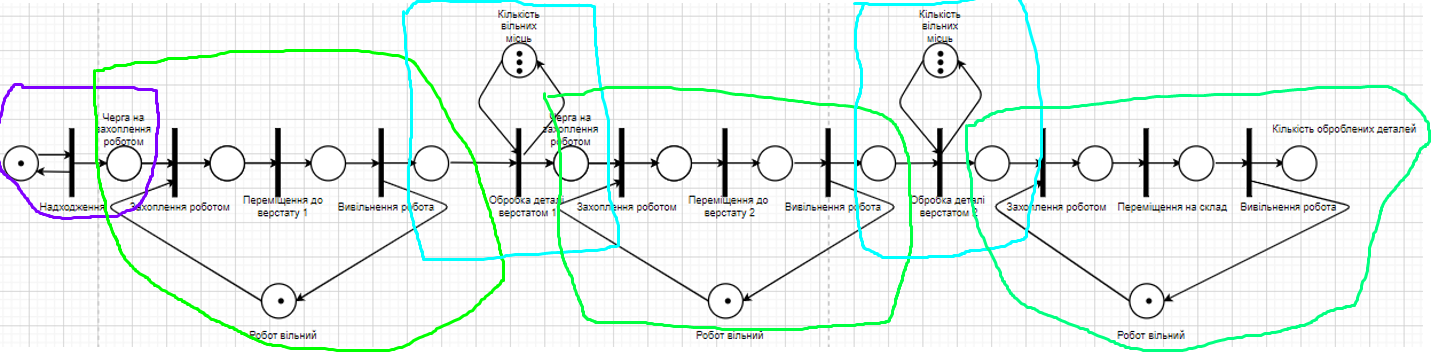 Кількість
вільних
місць
Кількість
вільних
місць
Черга на
захоплення
роботом
Черга на
захоплення
роботом
Кількість оброблених деталей
Надходження
Захоплення роботом
Переміщення до
верстату 1
Вивільнення робота
Обробка деталі
верстатом 1
Захоплення роботом
Переміщення до
верстату 2
Вивільнення робота
Обробка деталі
верстатом 2
Захоплення роботом
Переміщення на склад
Вивільнення робота
Робот вільний
Робот вільний
Робот вільний